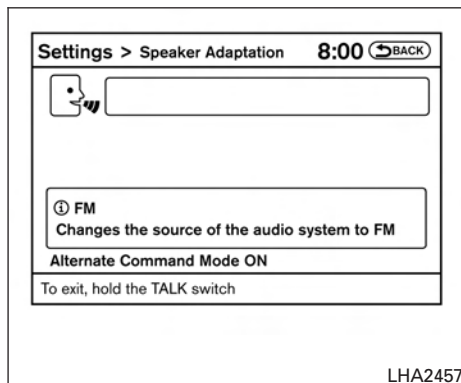 Settings > Speaker Adaptation 8:00 BACK
ⓘ FM
Changes the source of the audio system to FM
Alternate Command Mode ON
To exit, hold the TALK switch
LHA2457